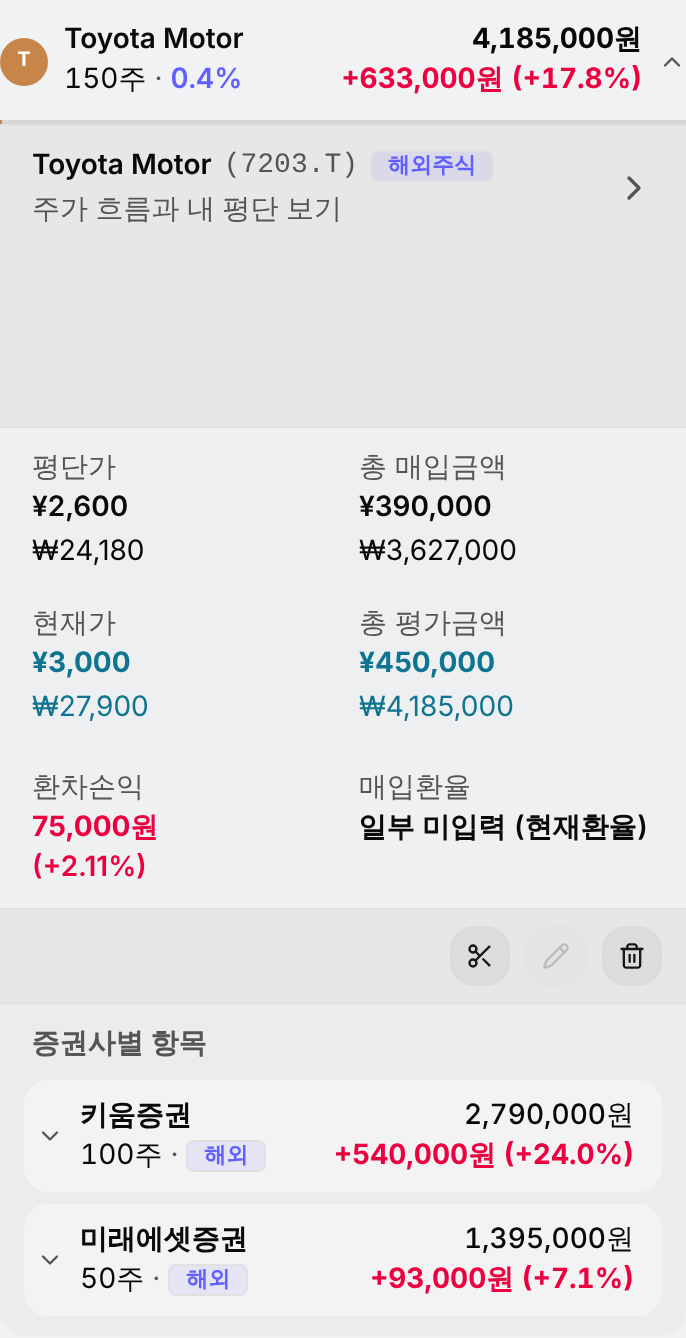 T
Toyota Motor
4,185,000원
150주 · 0.4%
+633,000원 (+17.8%)
Toyota Motor (7203.T) 해외주식
주가 흐름과 내 평단 보기
평단가
총 매입금액
¥2,600
¥390,000
₩24,180
₩3,627,000
현재가
총 평가금액
¥3,000
¥450,000
₩27,900
₩4,185,000
환차손익
매입환율
75,000원
일부 미입력 (현재환율)
(+2.11%)
증권사별 항목
키움증권
2,790,000원
100주 · 해외
+540,000원 (+24.0%)
미래에셋증권
1,395,000원
50주 · 해외
+93,000원 (+7.1%)